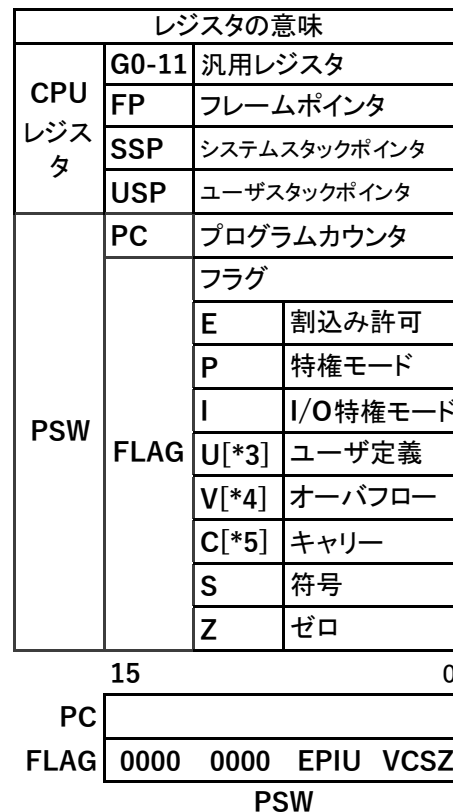 レジスタの意味
CPU
レジス
タ
G0-11 汎用レジスタ
FP フレームポインタ
SSP システムスタックポインタ
USP ユーザスタックポインタ
PSW
PC プログラムカウンタ
FLAG
フラグ
E 割込み許可
P 特権モード
I I/O特権モード
U[*3] ユーザ定義
V[*4] オーバフロー
C[*5] キャリー
S 符号
Z ゼロ
15 0
PC
FLAG 0000 0000 EPIU VCSZ
PSW